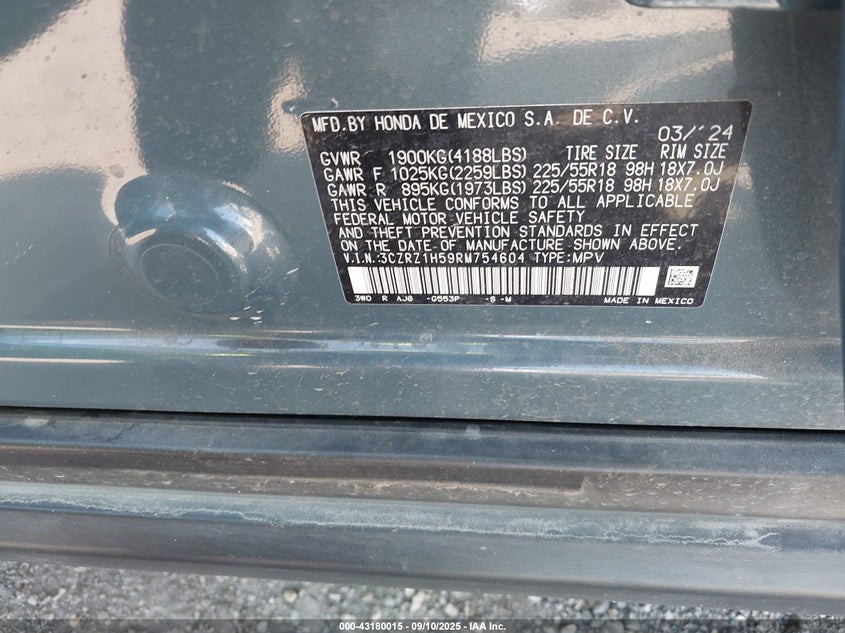 MFD.BY HONDA DE MEXICO S.A. DE C.V.
03/'24
GVWR 1900KG(4188LBS) TIRE SIZE RIM SIZE
GAWR F 1025KG(2259LBS) 225/55R18 98H 18X7.0J
GAWR R 895KG(1973LBS) 225/55R18 98H 18X7.0J
THIS VEHICLE CONFORMS TO ALL APPLICABLE
FEDERAL MOTOR VEHICLE SAFETY
AND THEFT PREVENTION STANDARDS IN EFFECT
ON THE DATE OF MANUFACTURE SHOWN ABOVE.
V.I.N.:3CZRZ1H59RM754604 TYPE:MPV
3W0 R AJ6 -G553P -S -M MADE IN MEXICO
000-43180015 - 09/10/2025 - IAA Inc.